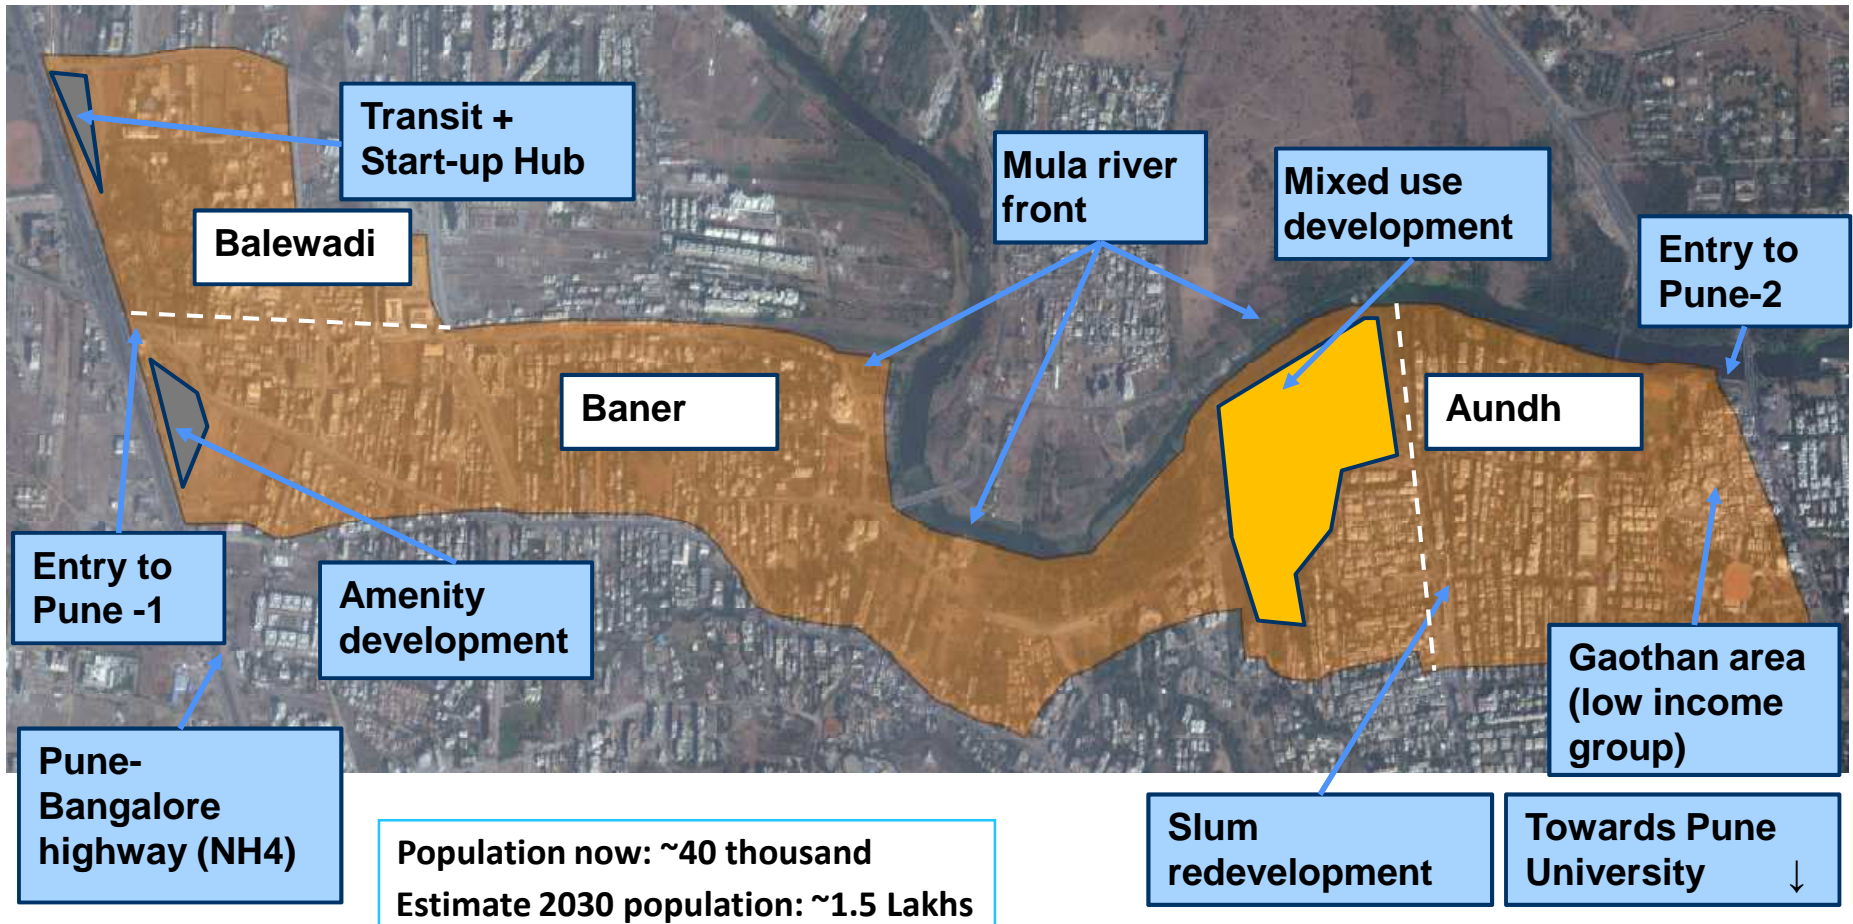 Transit +
Start-up Hub
Mula river
front
Mixed use
development
Balewadi
Entry to
Pune-2
Baner
Aundh
Entry to
Pune -1
Amenity
development
Gaothan area
(low income
group)
Pune-
Bangalore
highway (NH4)
Population now: ~40 thousand
Estimate 2030 population: ~1.5 Lakhs
Slum
redevelopment
Towards Pune
University ↓